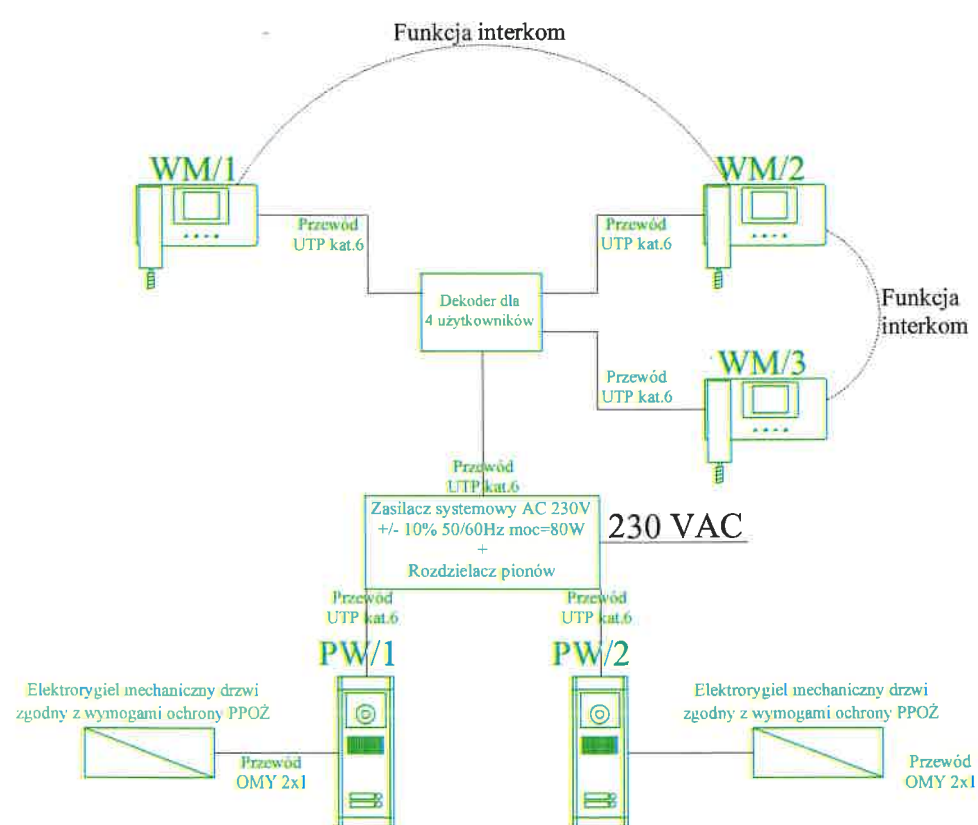 Funkcja interkom
WM/1
WM/2
Przewód
UTP kat.6
Przewód
UTP kat.6
Dekoder dla
4 użytkowników
Funkcja
interkom
WM/3
Przewód
UTP kat.6
Przewód
UTP kat.6
Zasilacz systemowy AC 230V
+/- 10% 50/60Hz moc=80W
+
Rozdzielacz pionów
230 VAC
Przewód
UTP kat.6
Przewód
UTP kat.6
PW/1
PW/2
Elektrorygiel mechaniczny drzwi
zgodny z wymogami ochrony PPOŻ
Elektrorygiel mechaniczny drzwi
zgodny z wymogami ochrony PPOŻ
Przewód
OMY 2x1
Przewód
OMY 2x1